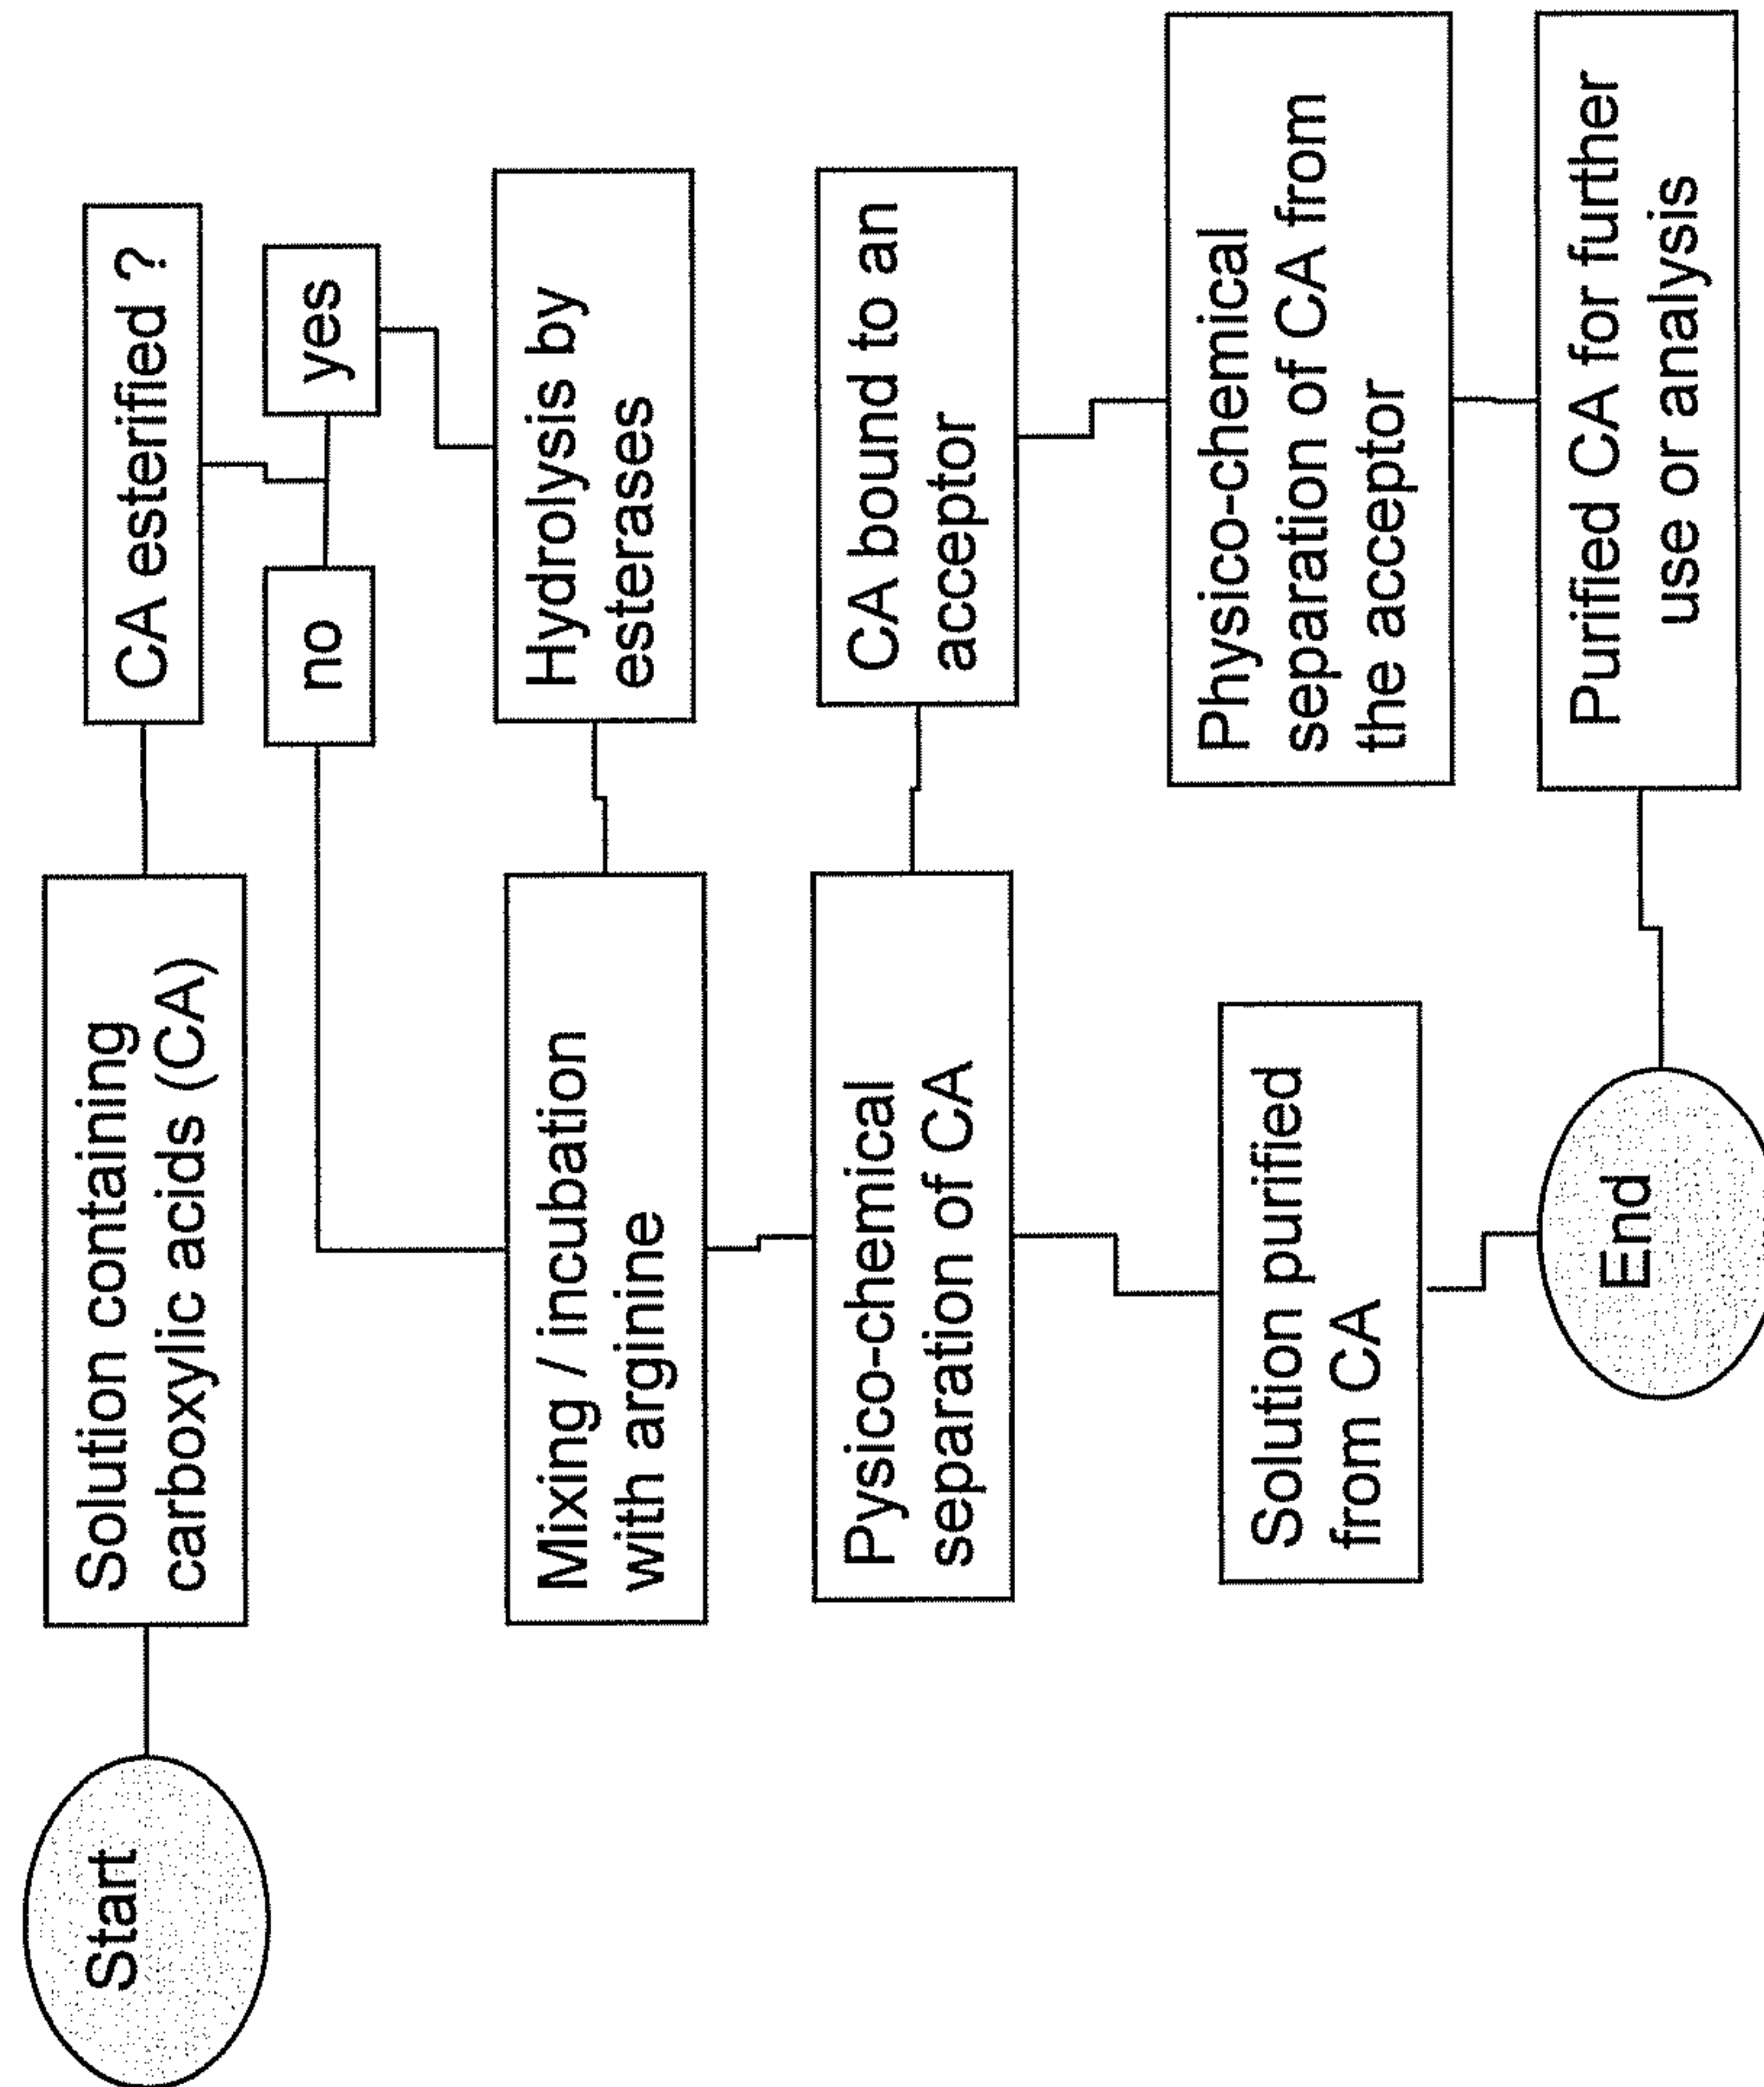 Start
Solution containing
carboxylic acids (CA)
CA esterified ?
no
yes
Mixing / incubation
with arginine
Hydrolysis by
esterases
Pysico-chemical
separation of CA
CA bound to an
acceptor
Solution purified
from CA
Physico-chemical
separation of CA from
the acceptor
End
Purified CA for further
use or analysis